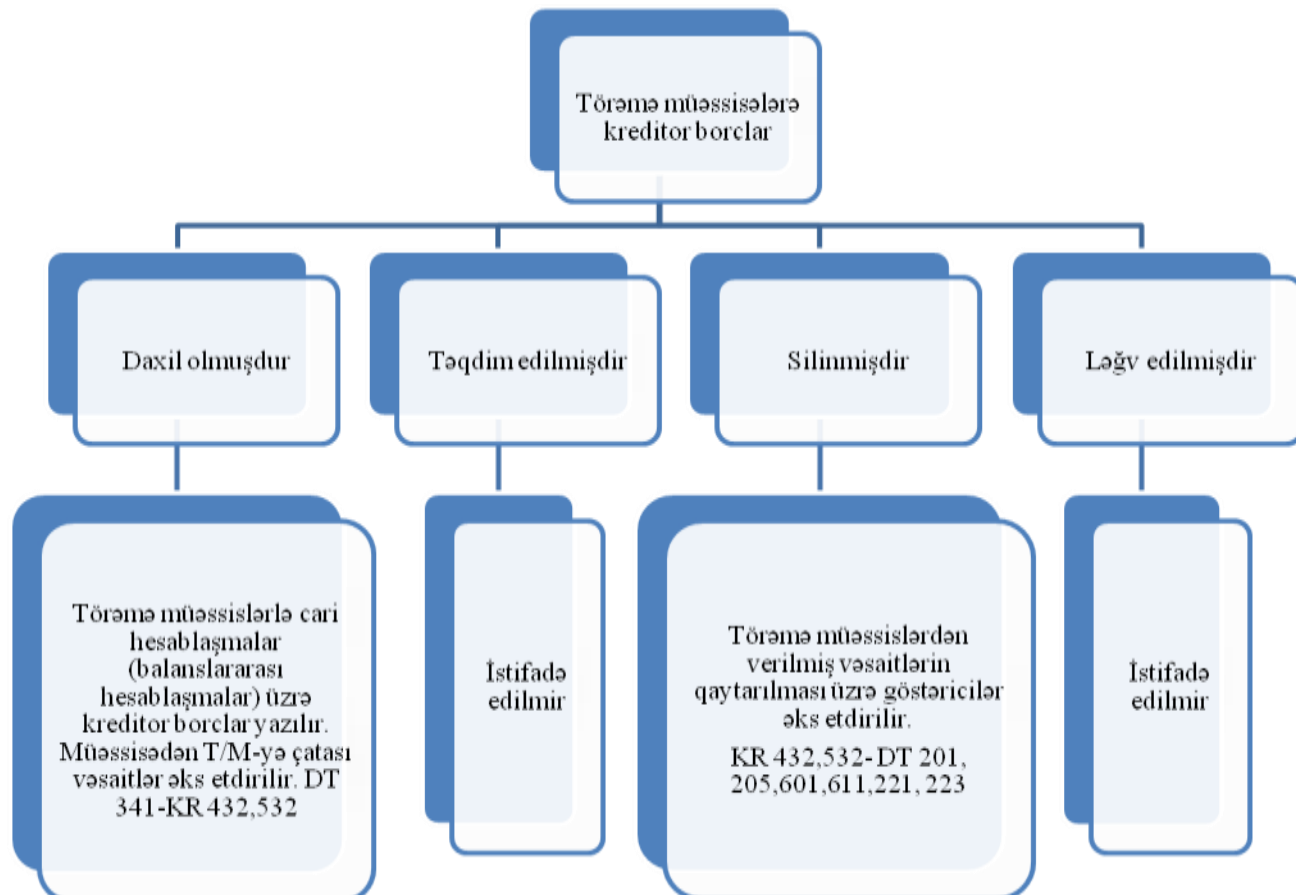 Törəmə müəssisələrə
kreditor borclar
Daxil olmuşdur
Təqdim edilmişdir
Silinmişdir
Ləğv edilmişdir
Törəmə müəssislərlə cari
hesablaşmalar
(balanslararası
hesablaşmalar) üzrə
kreditor borclar yazılır.
Müəssisədən T/M-yə çatası
vəsaitlər əks etdirilir. DT
341-KR 432,532
İstifadə
edilmir
Törəmə müəssislərdən
verilmiş vəsaitlərin
qaytarılması üzrə göstəricilər
əks etdirilir.
KR 432,532- DT 201,
205,601,611,221, 223
İstifadə
edilmir